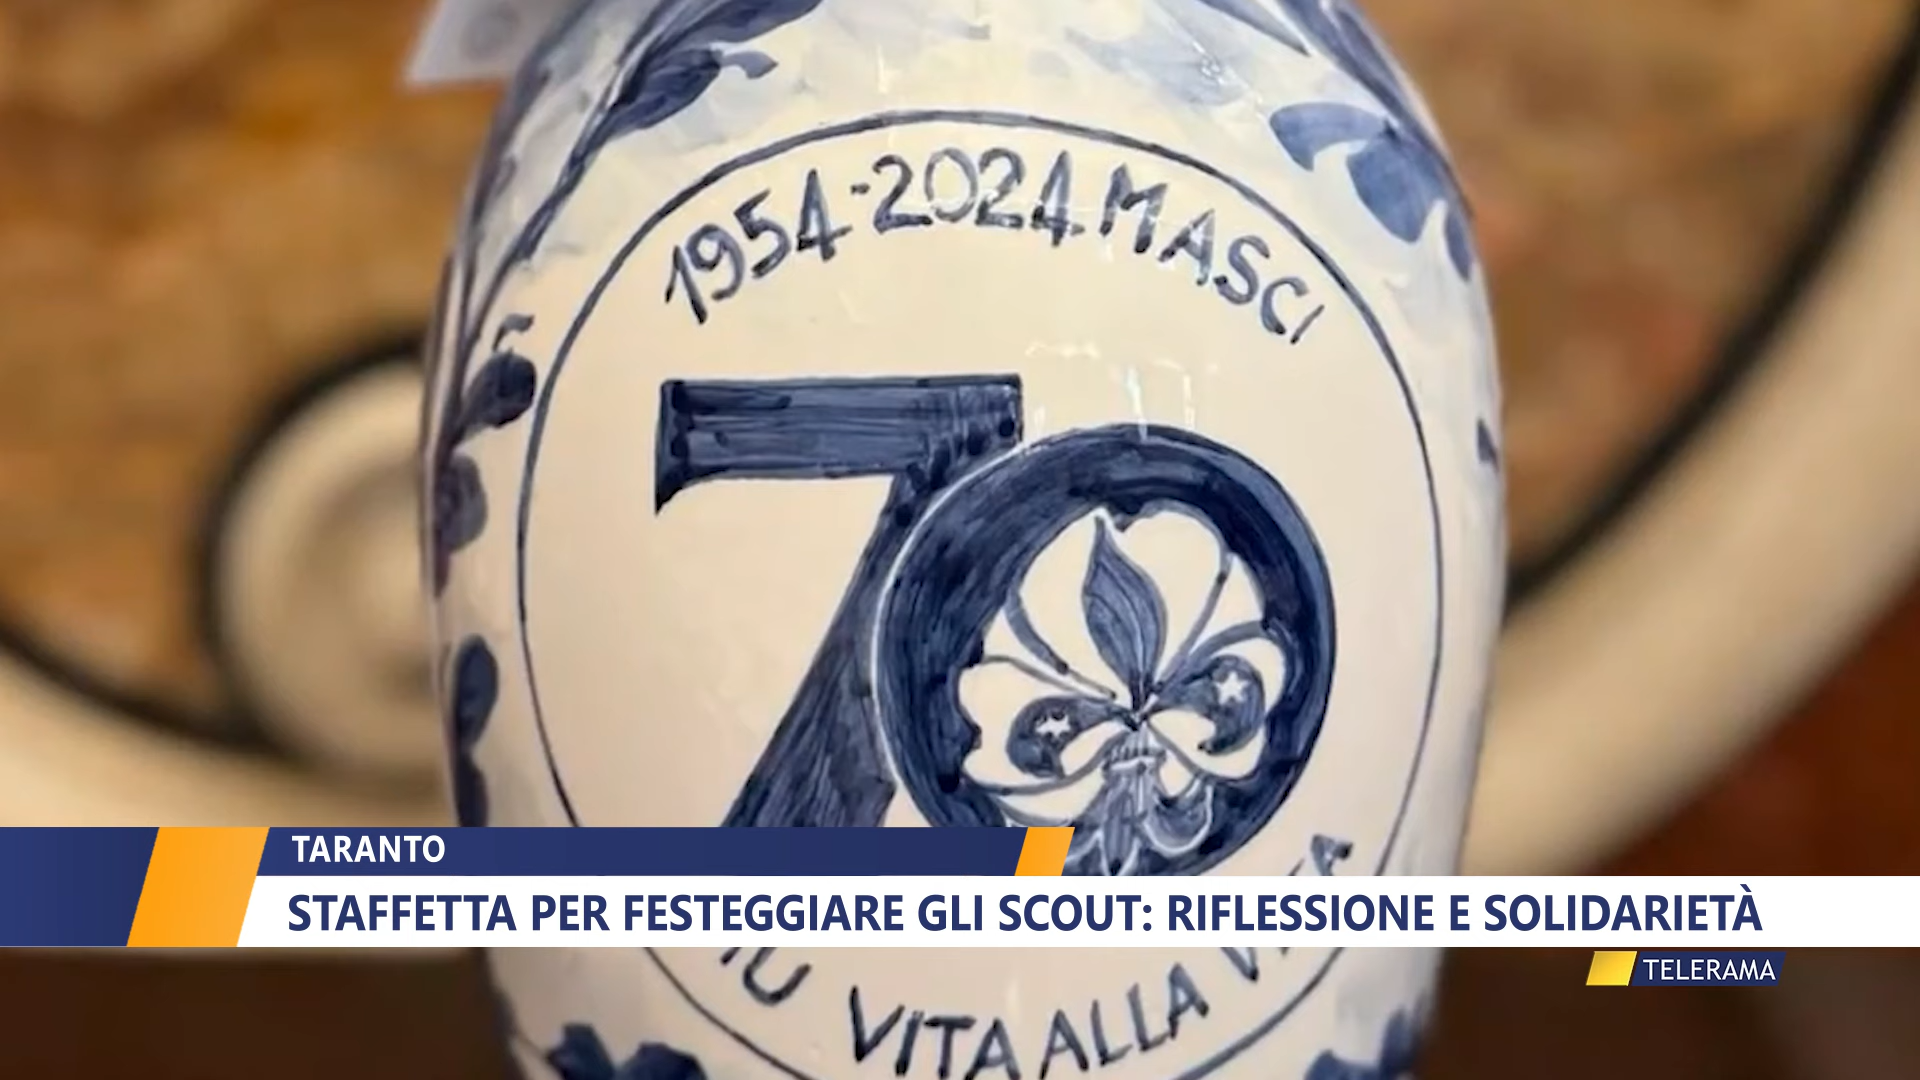 1954-2024 MASCI
70
TARANTO
STAFFETTA PER FESTEGGIARE GLI SCOUT: RIFLESSIONE E SOLIDARIETÀ
TELERAMA
VITA ALLA